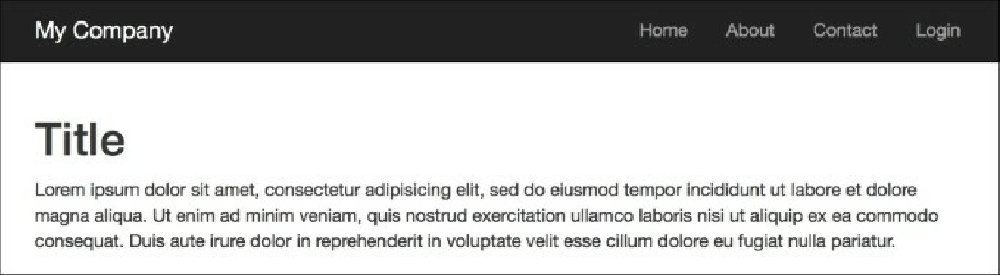 My Company Home About Contact Login
Title
Lorem ipsum dolor sit amet, consectetur adipisicing elit, sed do eiusmod tempor incididunt ut labore et dolore
magna aliqua. Ut enim ad minim veniam, quis nostrud exercitation ullamco laboris nisi ut aliquip ex ea commodo
consequat. Duis aute irure dolor in reprehenderit in voluptate velit esse cillum dolore eu fugiat nulla pariatur.